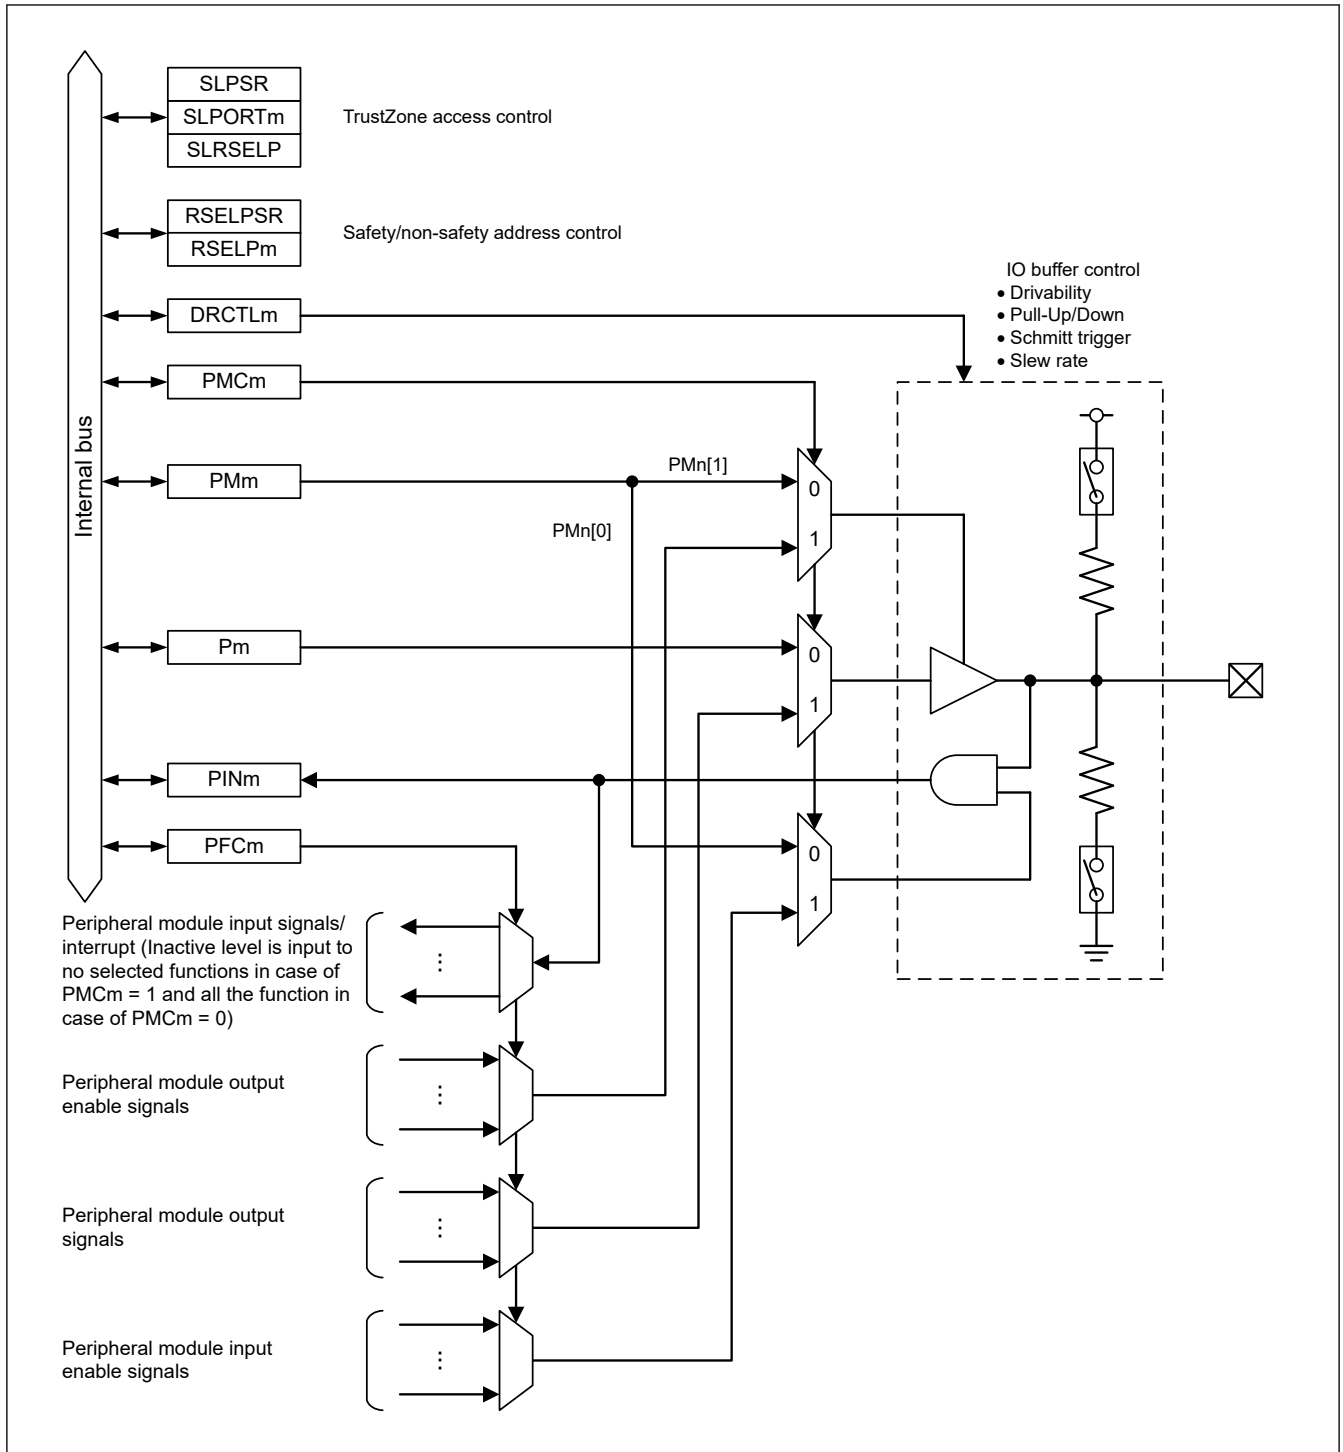 SLPSR
SLPORTm
TrustZone access control
SLRSELP
RSELPSR
Safety/non-safety address control
RSELPm
IO buffer control
• Drivability
• Pull-Up/Down
• Schmitt trigger
• Slew rate
DRCTLm
PMCm
Internal bus
PMm
PMn[1]
PMn[0]
0
1
Pm
0
1
PINm
PFCm
0
1
Peripheral module input signals/
interrupt (Inactive level is input to
no selected functions in case of
PMCm = 1 and all the function in
case of PMCm = 0)
⋮
Peripheral module output
enable signals
⋮
Peripheral module output
signals
⋮
Peripheral module input
enable signals
⋮